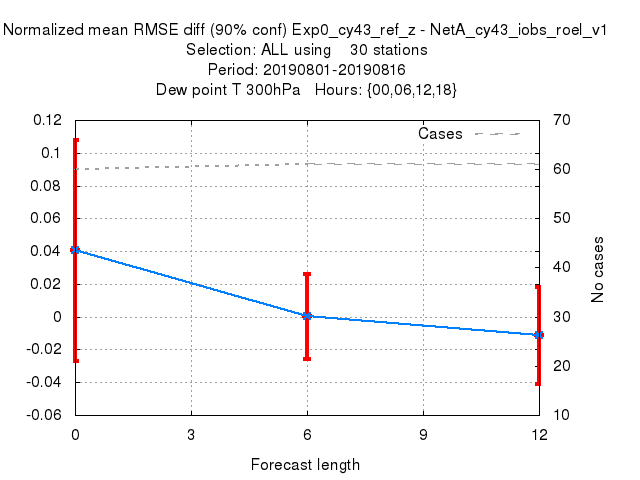 Normalized mean RMSE diff (90% conf) Exp0_cy43_ref_z - NetA_cy43_iobs_roel_v1
Selection: ALL using 30 stations
Period: 20190801-20190816
Dew point T 300hPa Hours: {00,06,12,18}
Cases
0.12
0.1
0.08
0.06
0.04
0.02
0
-0.02
-0.04
-0.06
70
60
50
40
30
20
10
No cases
0 3 6 9 12
Forecast length